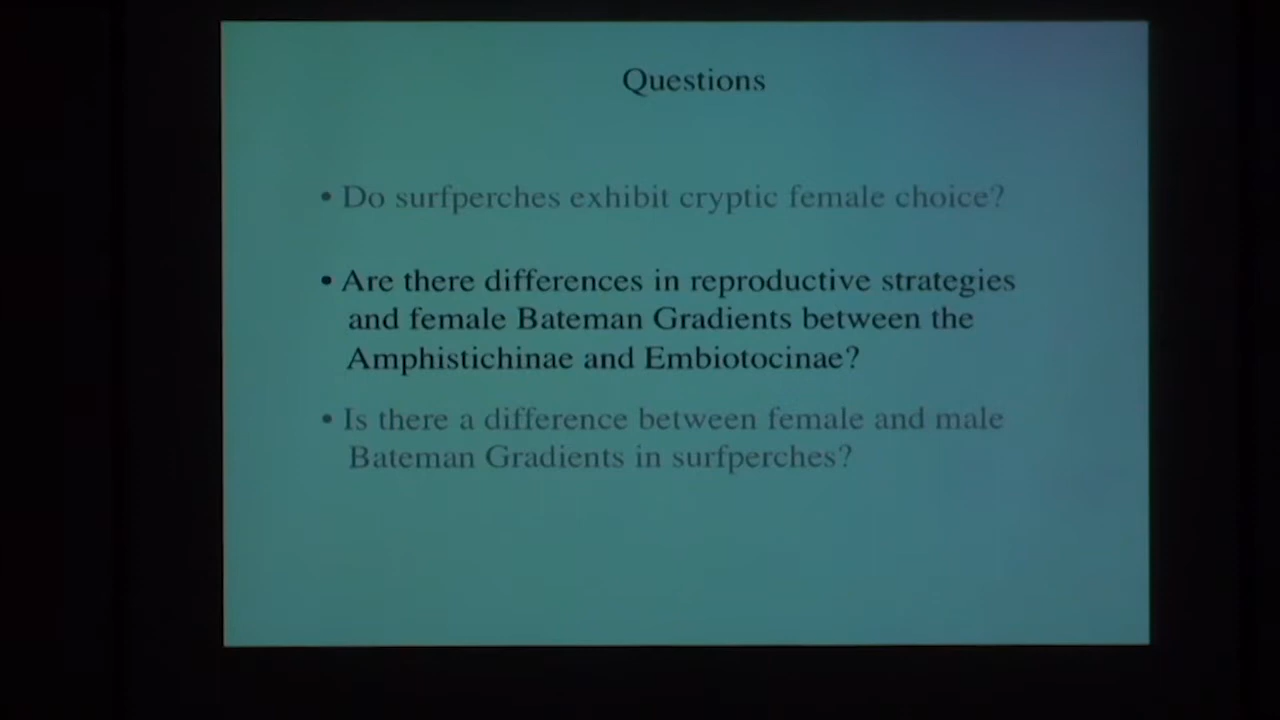 Questions
• Do surfperches exhibit cryptic female choice?
• Are there differences in reproductive strategies
and female Bateman Gradients between the
Amphistichinae and Embiotocinae?
• Is there a difference between female and male
Bateman Gradients in surfperches?